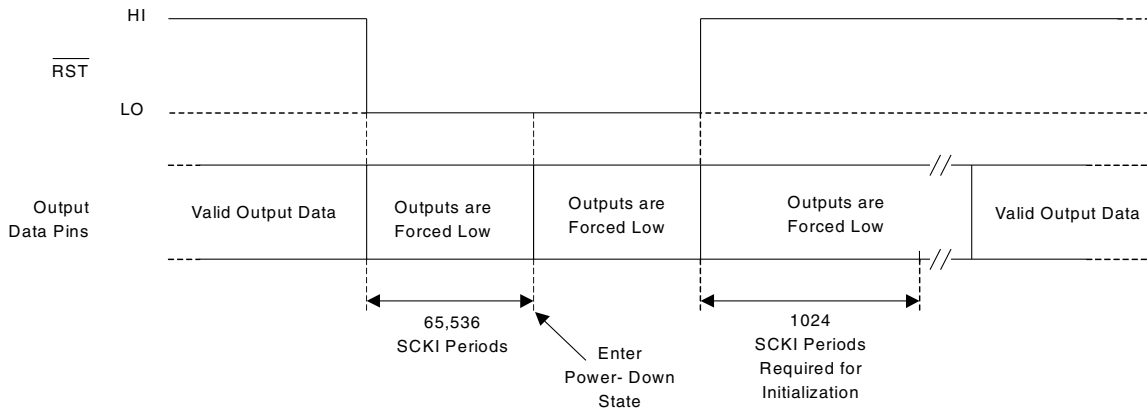 HI
RST
LO
Output
Data Pins
Valid Output Data
Outputs are
Forced Low
Outputs are
Forced Low
Outputs are
Forced Low
Valid Output Data
65,536
SCKI Periods
Enter
Power- Down
State
1024
SCKI Periods
Required for
Initialization